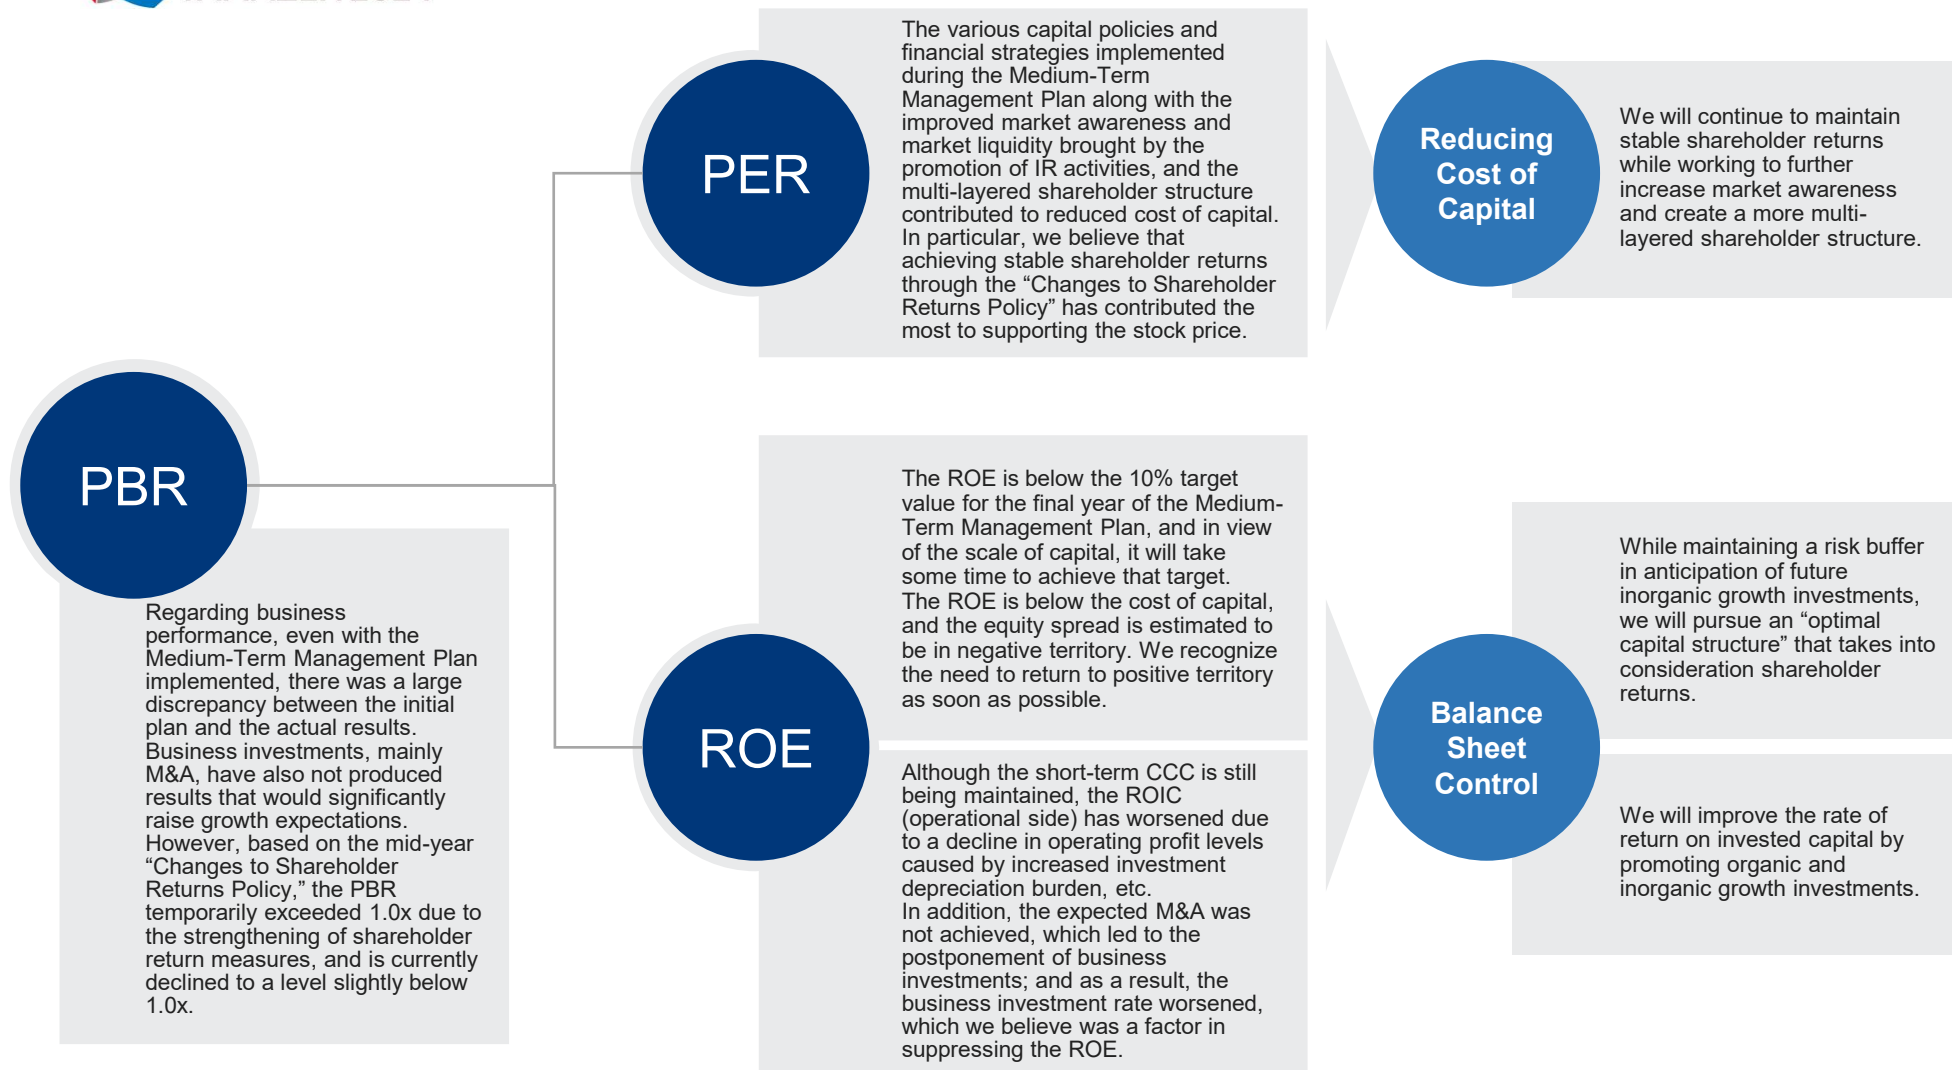 PBR
Regarding business
performance, even with the
Medium-Term Management Plan
implemented, there was a large
discrepancy between the initial
plan and the actual results.
Business investments, mainly
M&A, have also not produced
results that would significantly
raise growth expectations.
However, based on the mid-year
“Changes to Shareholder
Returns Policy,” the PBR
temporarily exceeded 1.0x due to
the strengthening of shareholder
return measures, and is currently
declined to a level slightly below
1.0x.
PER
The various capital policies and
financial strategies implemented
during the Medium-Term
Management Plan along with the
improved market awareness and
market liquidity brought by the
promotion of IR activities, and the
multi-layered shareholder structure
contributed to reduced cost of capital.
In particular, we believe that
achieving stable shareholder returns
through the “Changes to Shareholder
Returns Policy” has contributed the
most to supporting the stock price.
Reducing
Cost of
Capital
We will continue to maintain
stable shareholder returns
while working to further
increase market awareness
and create a more multi-
layered shareholder structure.
ROE
The ROE is below the 10% target
value for the final year of the Medium-
Term Management Plan, and in view
of the scale of capital, it will take
some time to achieve that target.
The ROE is below the cost of capital,
and the equity spread is estimated to
be in negative territory. We recognize
the need to return to positive territory
as soon as possible.
Although the short-term CCC is still
being maintained, the ROIC
(operational side) has worsened due
to a decline in operating profit levels
caused by increased investment
depreciation burden, etc.
In addition, the expected M&A was
not achieved, which led to the
postponement of business
investments; and as a result, the
business investment rate worsened,
which we believe was a factor in
suppressing the ROE.
Balance
Sheet
Control
While maintaining a risk buffer
in anticipation of future
inorganic growth investments,
we will pursue an “optimal
capital structure” that takes into
consideration shareholder
returns.
We will improve the rate of
return on invested capital by
promoting organic and
inorganic growth investments.